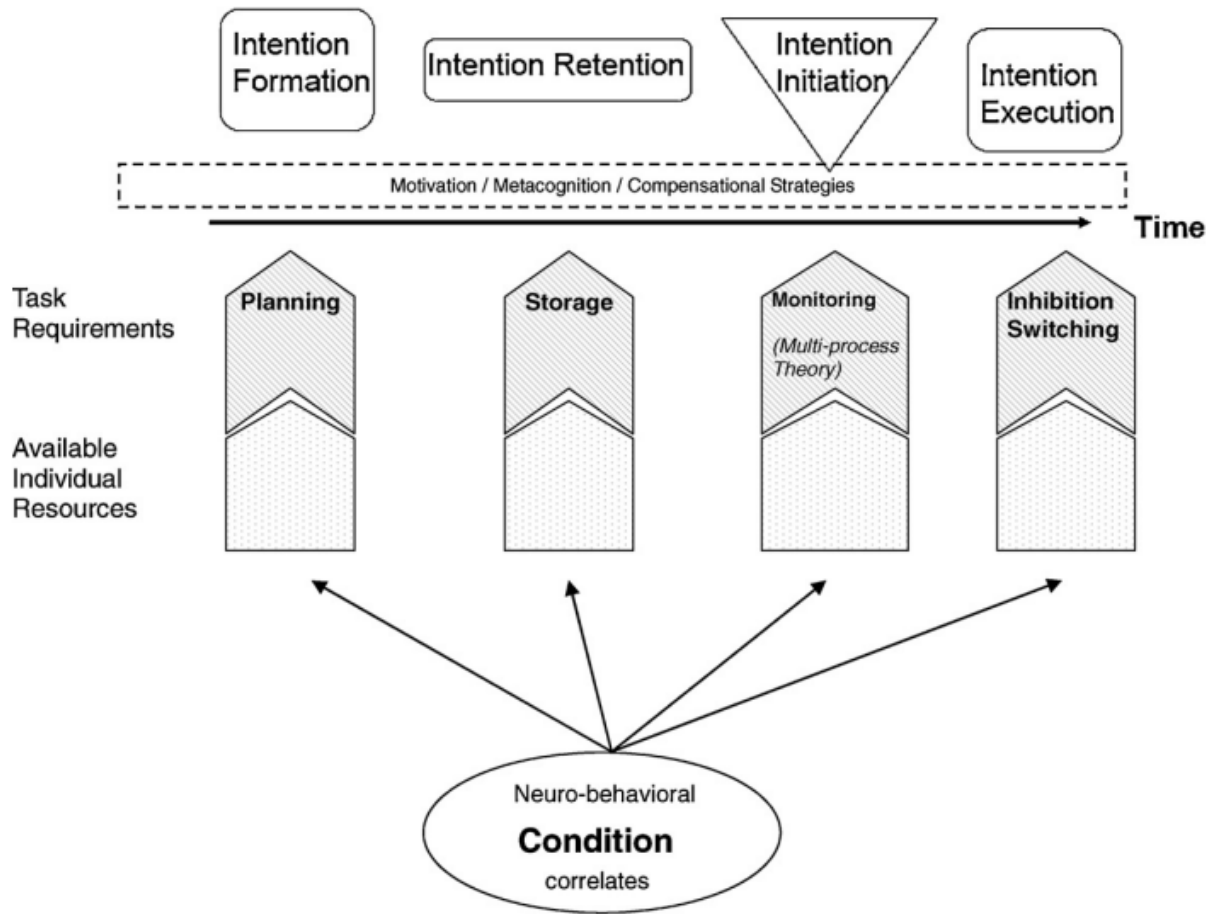 Intention
Formation
Intention Retention
Intention
Initiation
Intention
Execution
Motivation / Metacognition / Compensational Strategies
Time
Task
Requirements
Planning
Storage
Monitoring
(Multi-process
Theory)
Inhibition
Switching
Available
Individual
Resources
Neuro-behavioral
Condition
correlates